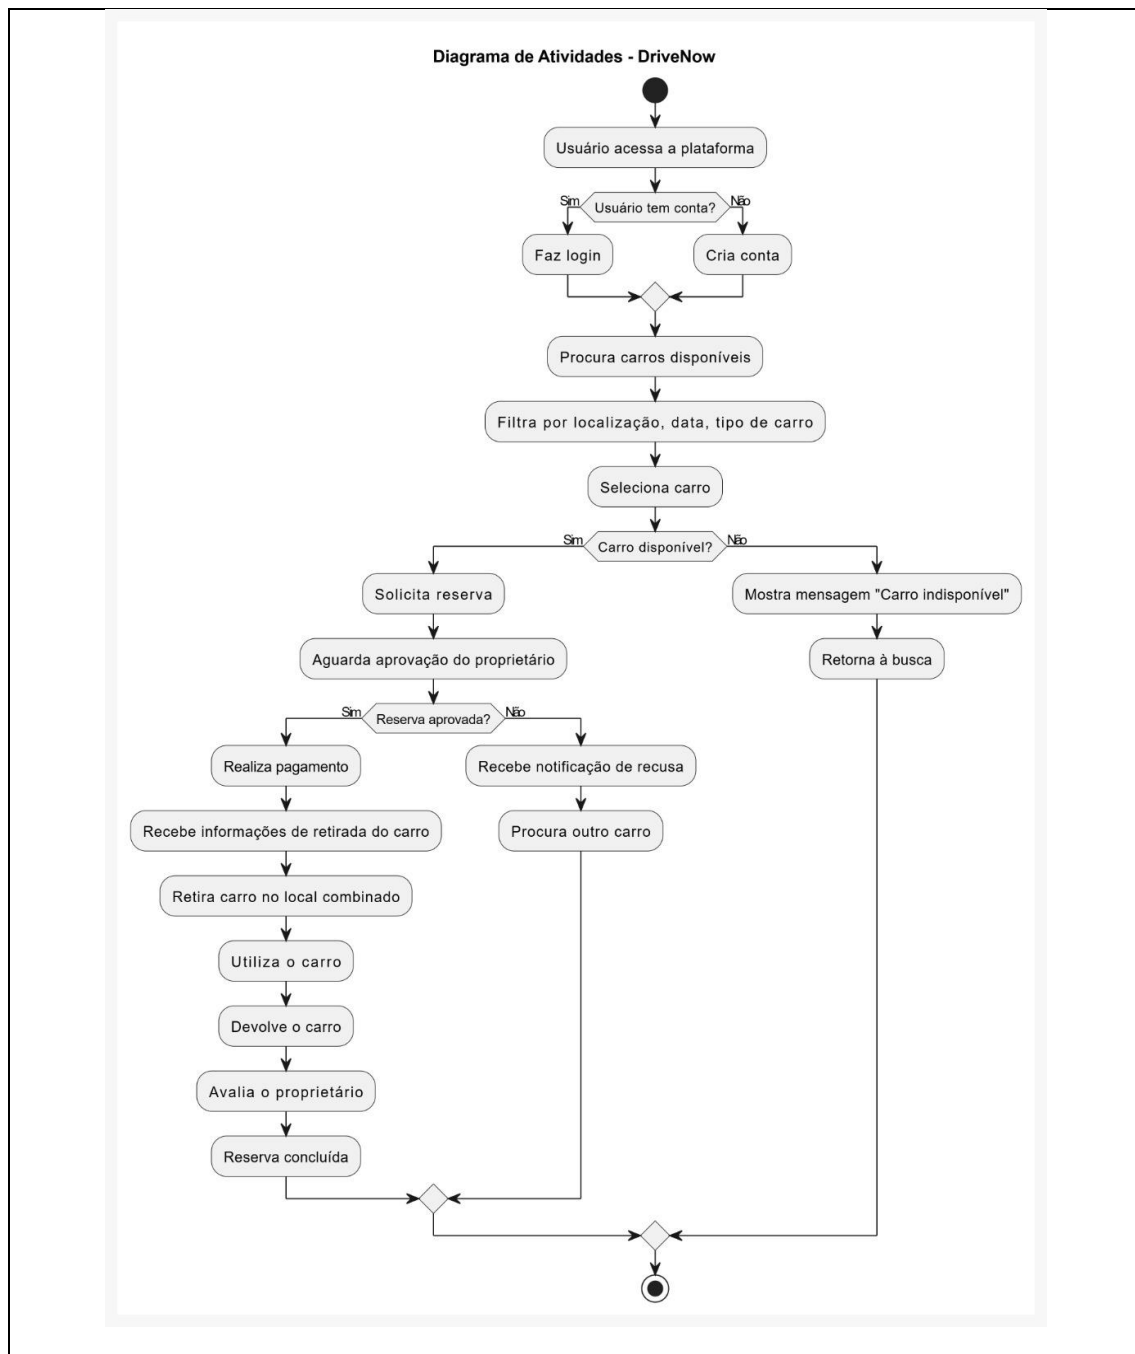 Diagrama de Atividades - DriveNow
Usuário acessa a plataforma
Sim
Usuário tem conta?
Não
Faz login
Cria conta
Procura carros disponíveis
Filtra por localização, data, tipo de carro
Seleciona carro
Sim
Carro disponível?
Não
Solicita reserva
Mostra mensagem "Carro indisponível"
Aguarda aprovação do proprietário
Retorna à busca
Sim
Reserva aprovada?
Não
Realiza pagamento
Recebe notificação de recusa
Recebe informações de retirada do carro
Procura outro carro
Retira carro no local combinado
Utiliza o carro
Devolve o carro
Avalia o proprietário
Reserva concluída